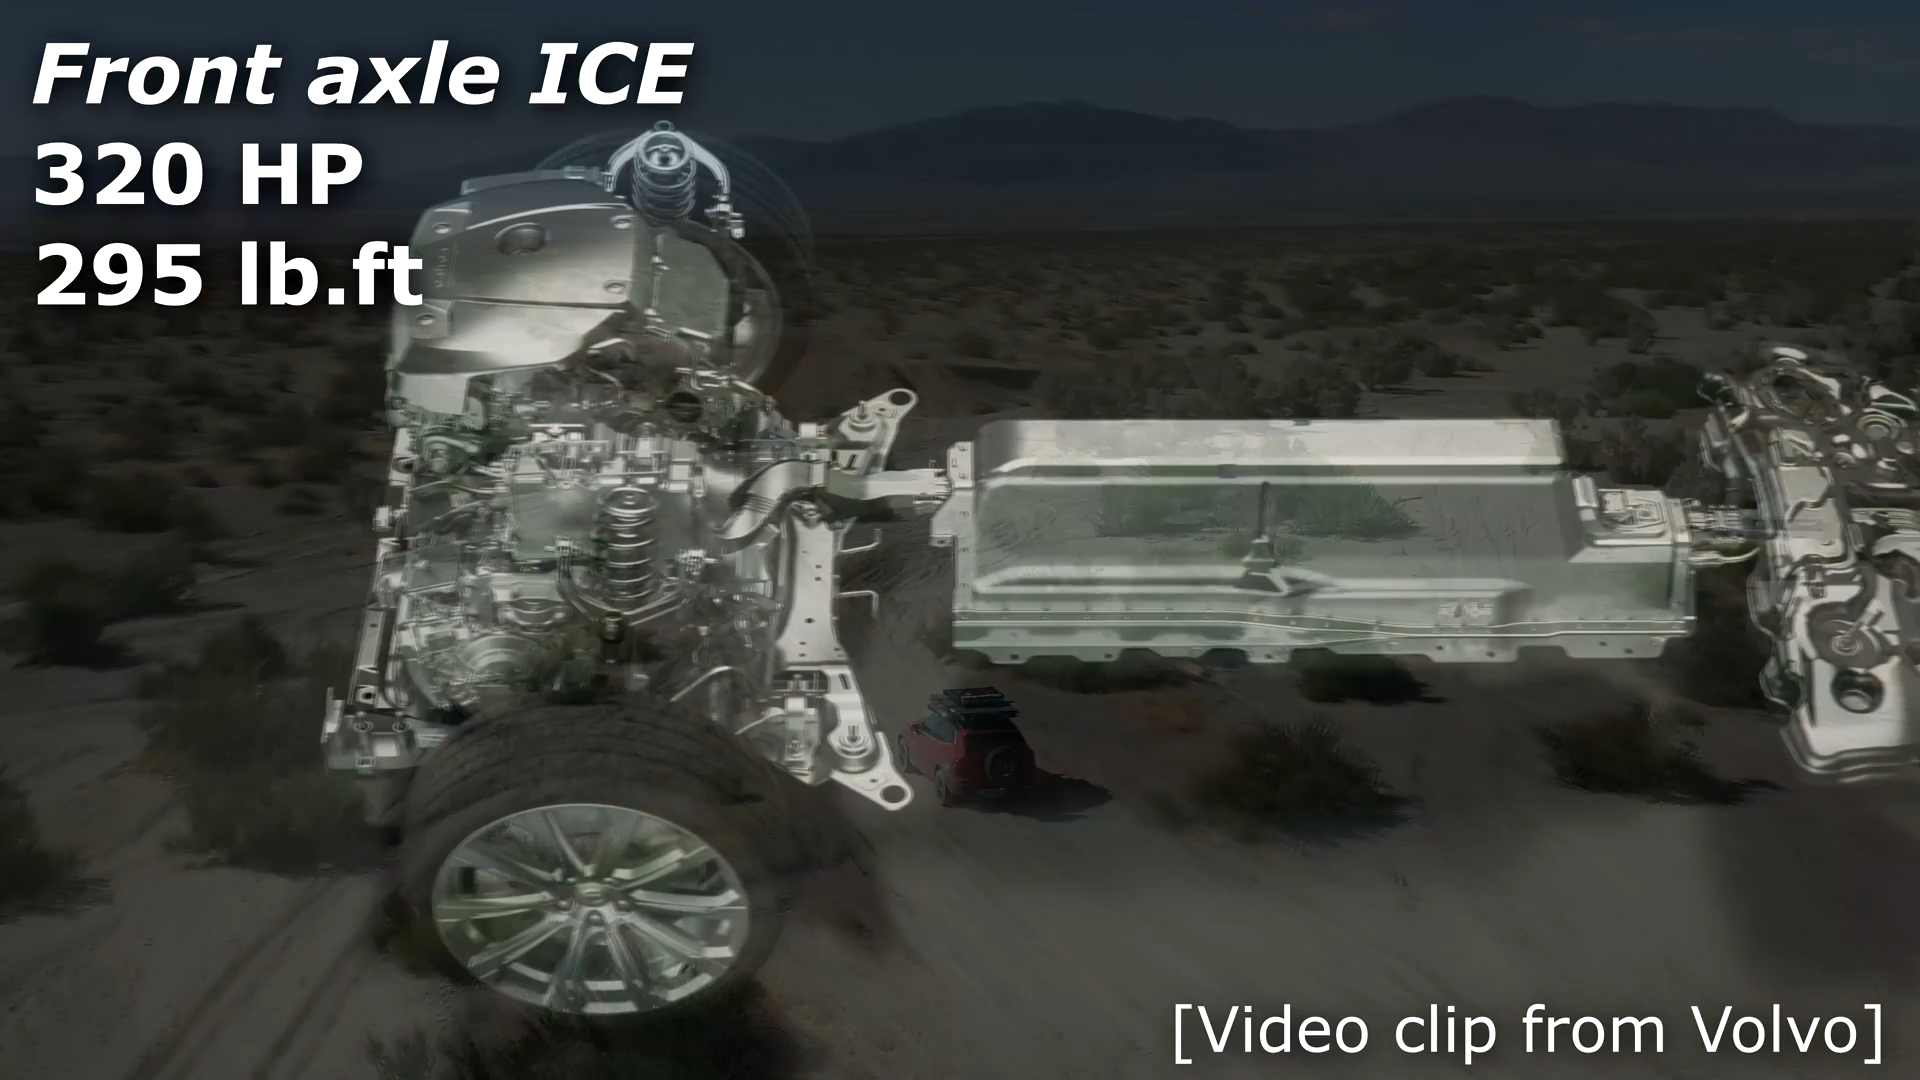 Front axle ICE
320 HP
295 lb.ft
[Video clip from Volvo]